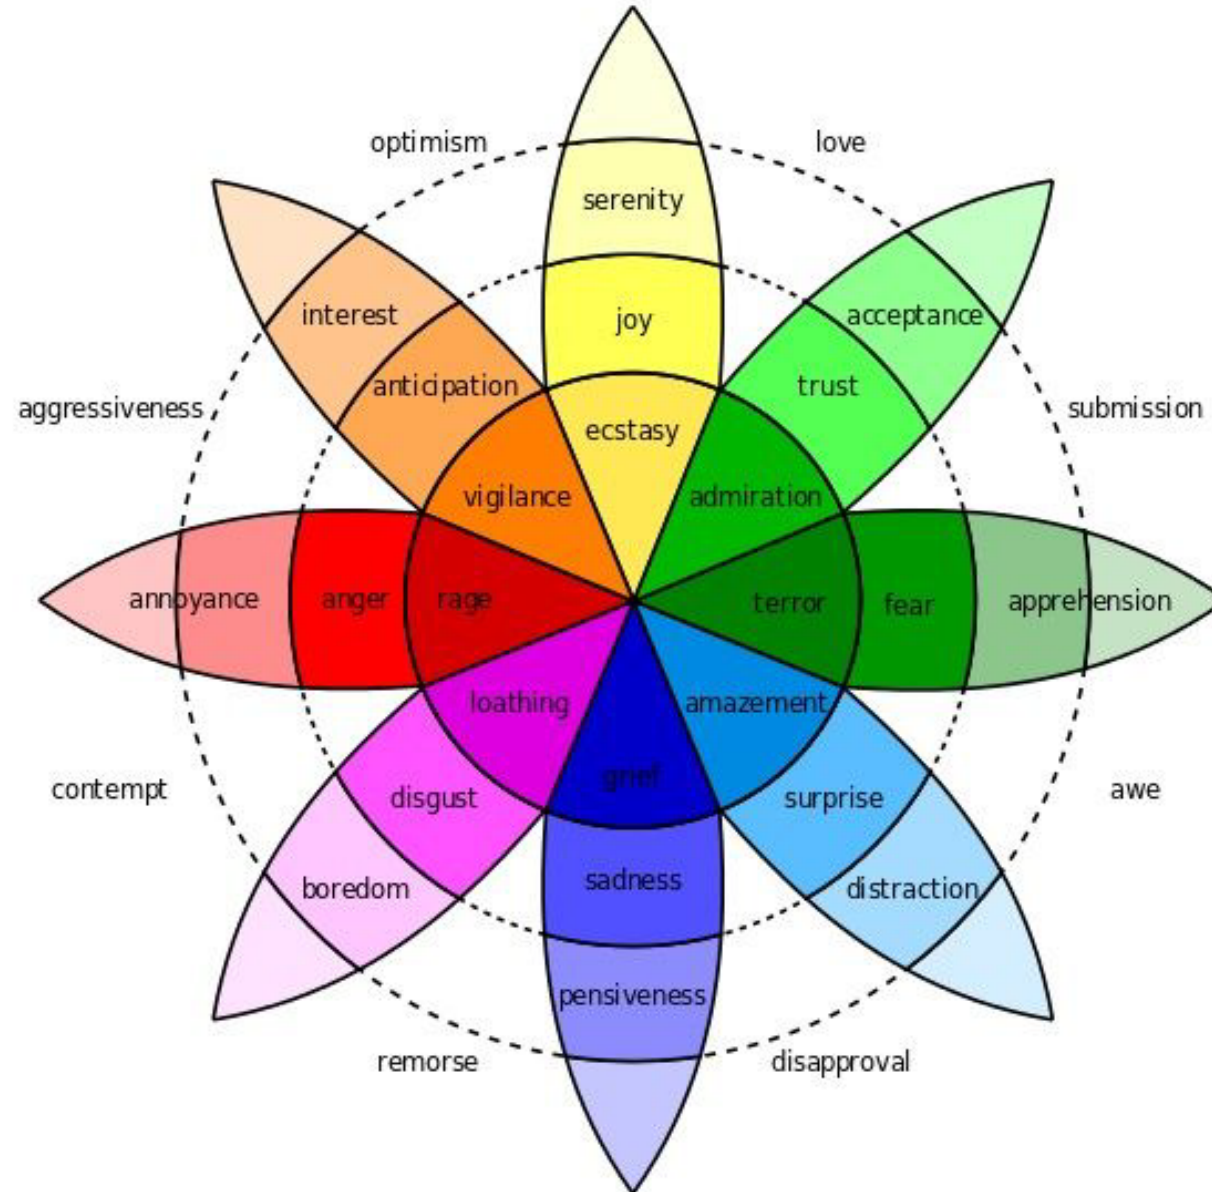 optimism
love
serenity
interest
joy
acceptance
anticipation
trust
aggressiveness
submission
ecstasy
vigilance
admiration
annoyance
anger
rage
terror
fear
apprehension
loathing
amazement
grief
contempt
disgust
surprise
awe
boredom
sadness
distraction
pensiveness
remorse
disapproval